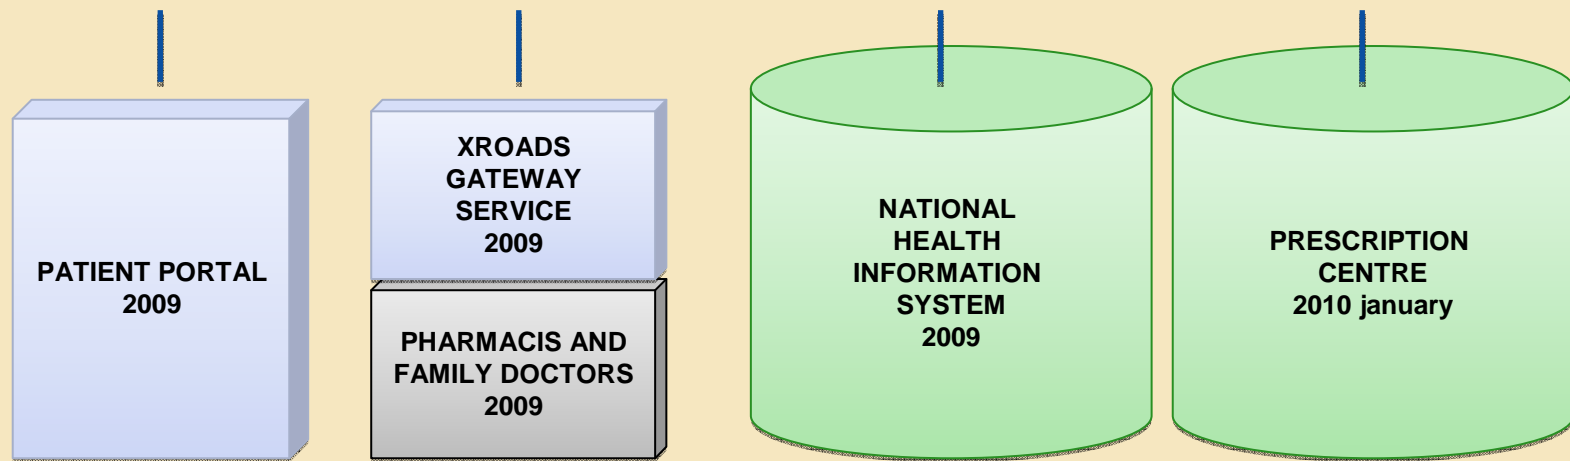 PATIENT PORTAL
2009
XROADS
GATEWAY
SERVICE
2009
PHARMACIS AND
FAMILY DOCTORS
2009
NATIONAL
HEALTH
INFORMATION
SYSTEM
2009
PRESCRIPTION
CENTRE
2010 january